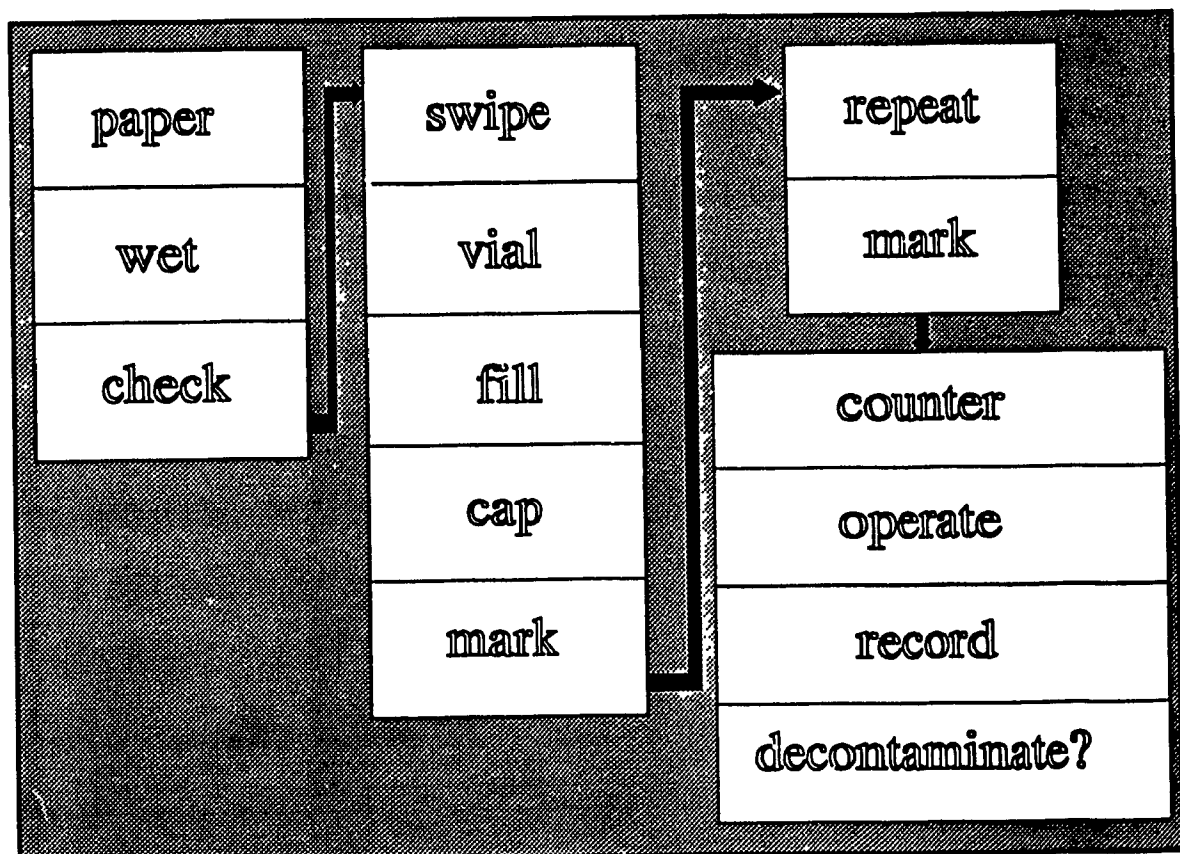 paper
wet
check
swipe
vial
fill
cap
mark
repeat
mark
counter
operate
record
decontaminate?